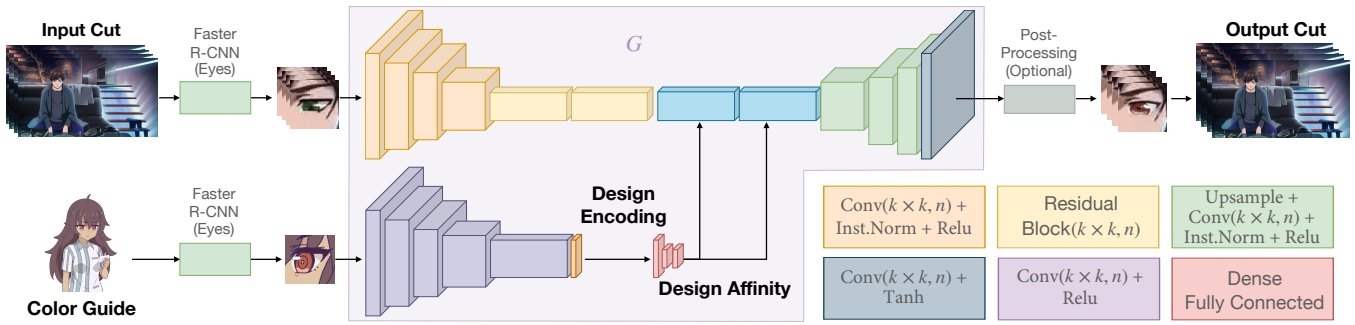 Input Cut
Faster
R-CNN
(Eyes)
G
Post-
Processing
(Optional)
Output Cut
Color Guide
Faster
R-CNN
(Eyes)
Design
Encoding
Design Affinity
Conv(k × k, n) +
Inst.Norm + Relu
Residual
Block(k × k, n)
Upsample +
Conv(k × k, n) +
Inst.Norm + Relu
Conv(k × k, n) +
Tanh
Conv(k × k, n) +
Relu
Dense
Fully Connected